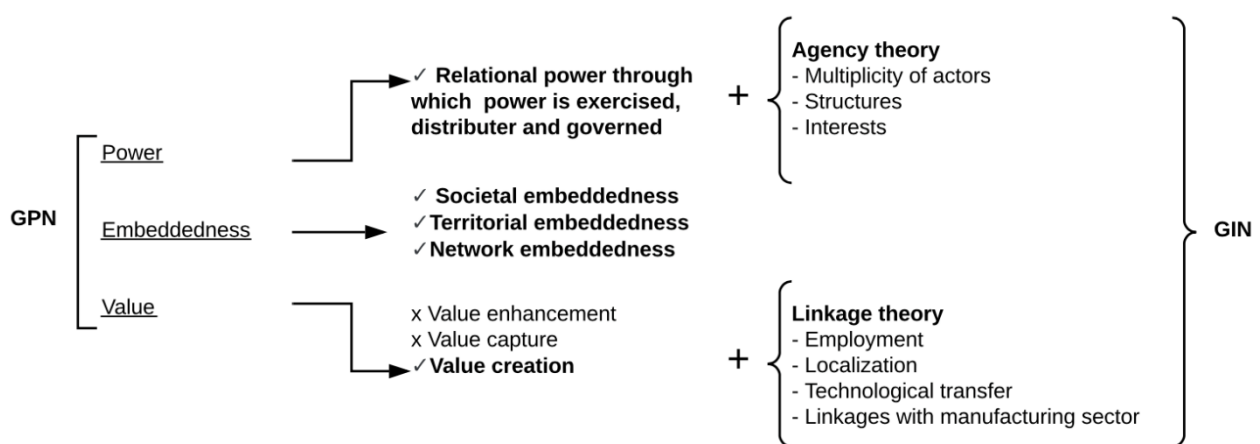 GPN
Power
Embeddedness
Value
✓ Relational power through
which power is exercised,
distributer and governed
✓ Societal embeddedness
✓Territorial embeddedness
✓Network embeddedness
x Value enhancement
x Value capture
✓Value creation
+
Agency theory
- Multiplicity of actors
- Structures
- Interests
+
Linkage theory
- Employment
- Localization
- Technological transfer
- Linkages with manufacturing sector
GIN